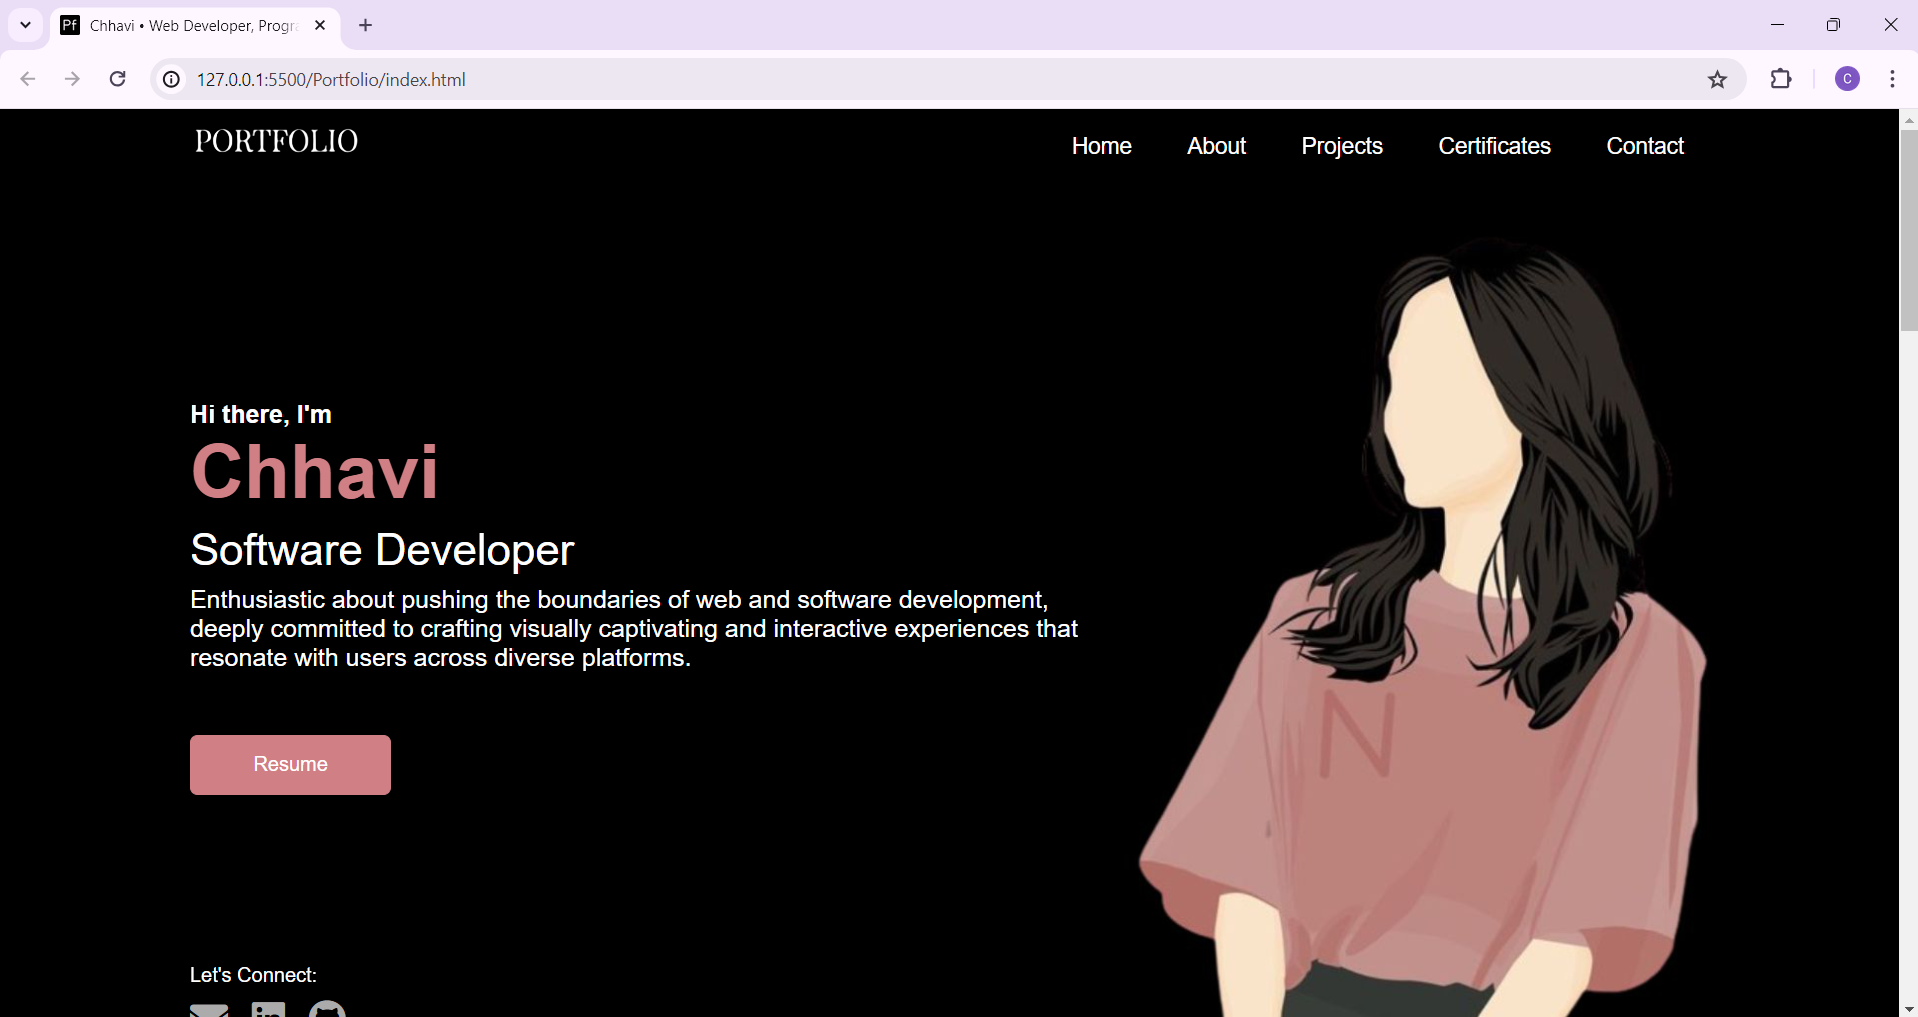 Pf Chhavi • Web Developer, Progra
127.0.0.1:5500/Portfolio/index.html
C
PORTFOLIO
Home About Projects Certificates Contact
Hi there, I'm
Chhavi
Software Developer
Enthusiastic about pushing the boundaries of web and software development,
deeply committed to crafting visually captivating and interactive experiences that
resonate with users across diverse platforms.
N
Resume
Let's Connect:
in